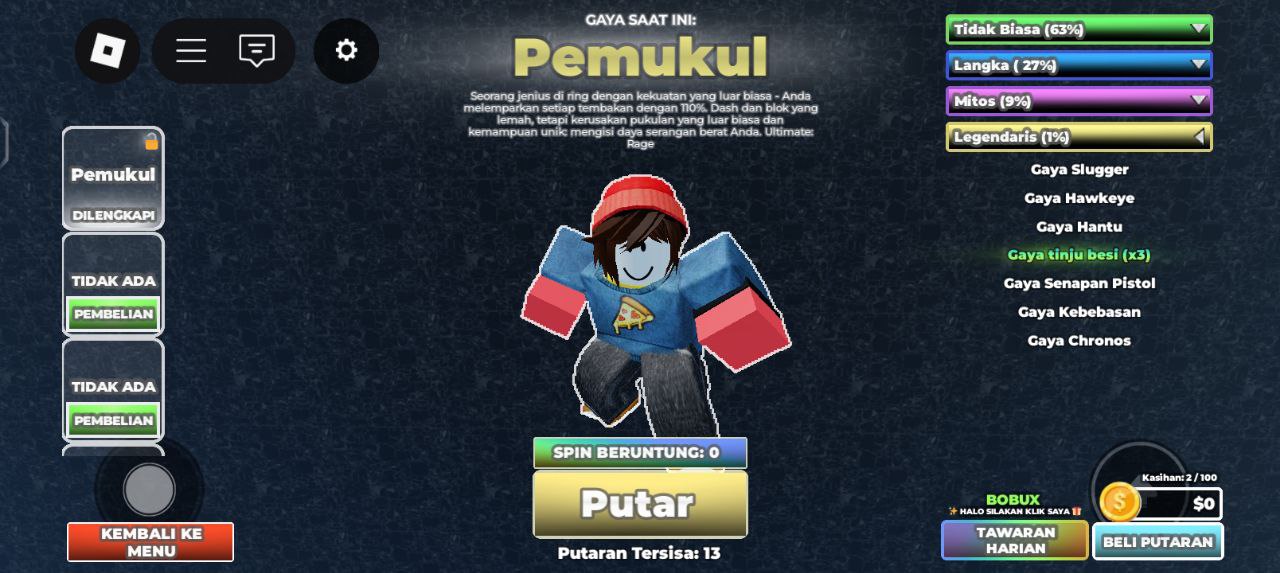 GAYA SAAT INI:
Pemukul
Seorang jenius di ring dengan kekuatan yang luar biasa - Anda
melemparkan setiap tembakan dengan 110%. Dash dan blok yang
lemah, tetapi kerusakan pukulan yang luar biasa dan
kemampuan unik: mengisi daya serangan berat Anda. Ultimate:
Rage
Tidak Biasa (63%)
Langka ( 27%)
Mitos (9%)
Legendaris (1%)
Gaya Slugger
Gaya Hawkeye
Gaya Hantu
Gaya tinju besi (x3)
Gaya Senapan Pistol
Gaya Kebebasan
Gaya Chronos
Pemukul
DILENGKAPI
TIDAK ADA
PEMBELIAN
TIDAK ADA
PEMBELIAN
KEMBALI KE
MENU
SPIN BERUNTUNG: 0
Putar
Putaran Tersisa: 13
Kasihan: 2 / 100
$0
BOBUX
HALO SILAKAN KLIK SAYA
TAWARAN
HARIAN
BELI PUTARAN